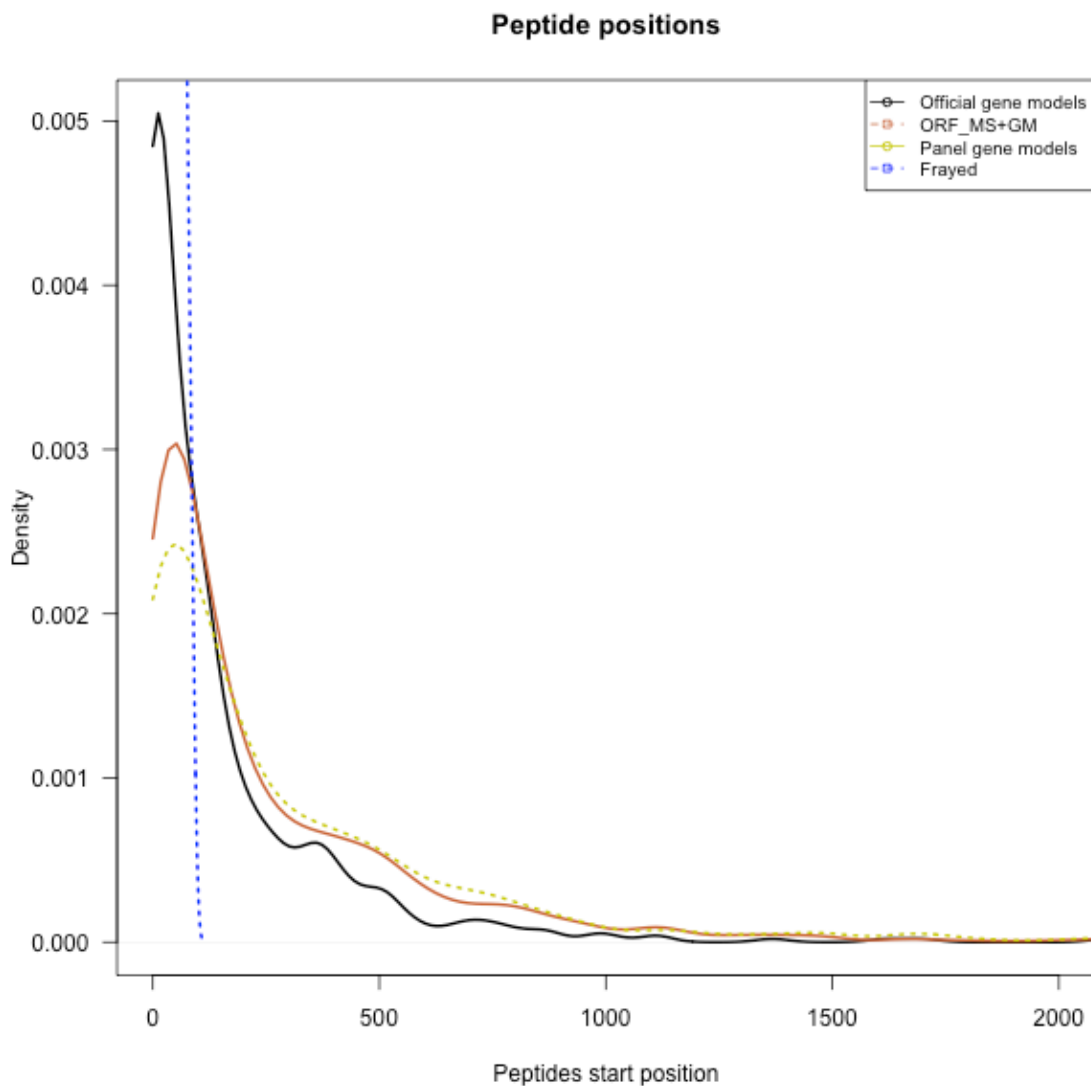 Peptide positions
Official gene models
ORF_MS+GM
Panel gene models
Frayed
0.005
0.004
0.003
0.002
0.001
0.000
Density
0
500
1000
1500
2000
Peptides start position